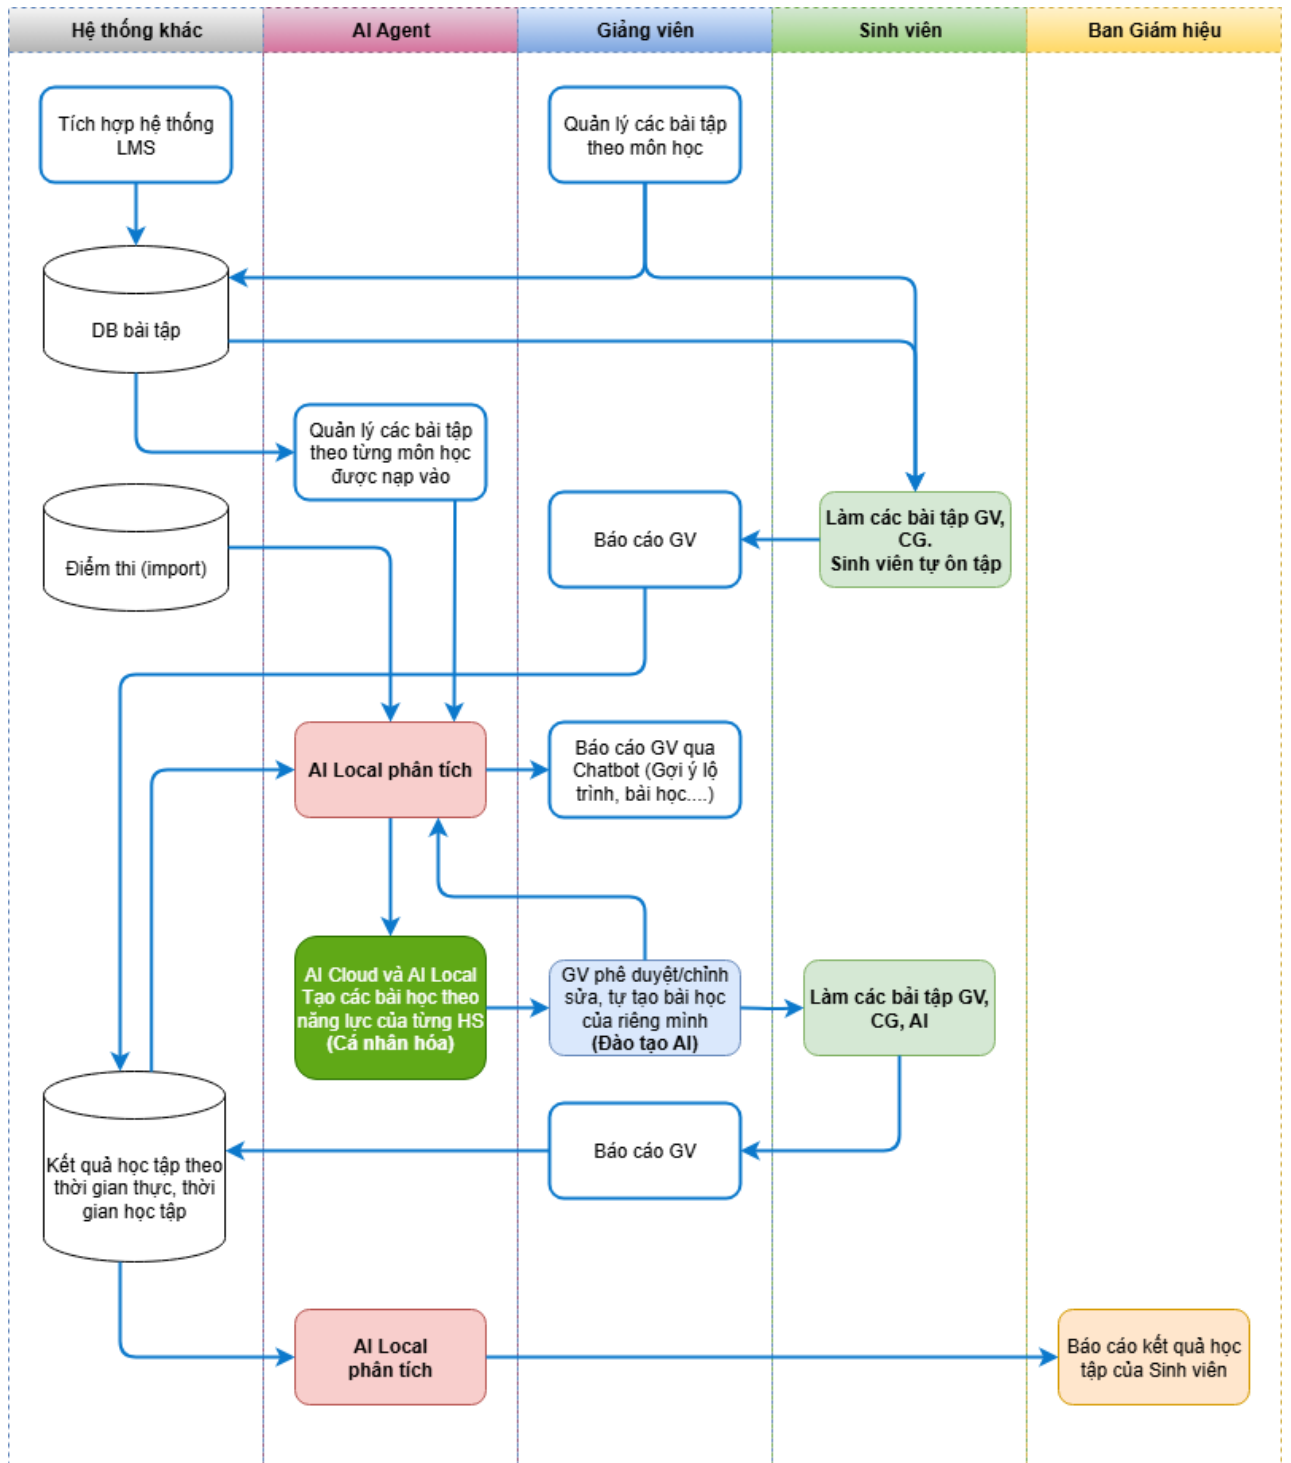 Hệ thống khác
AI Agent
Giảng viên
Sinh viên
Ban Giám hiệu
Tích hợp hệ thống
LMS
Quản lý các bài tập
theo môn học
DB bài tập
Quản lý các bài tập
theo từng môn học
được nạp vào
Điểm thi (import)
Báo cáo GV
Làm các bài tập GV,
CG.
Sinh viên tự ôn tập
AI Local phân tích
Báo cáo GV qua
Chatbot (Gợi ý lộ
trình, bài học....)
AI Cloud và AI Local
Tạo các bài học theo
năng lực của từng HS
(Cá nhân hóa)
GV phê duyệt/chỉnh
sửa, tự tạo bài học
của riêng mình
(Đào tạo AI)
Làm các bải tập GV,
CG, AI
Báo cáo GV
Kết quả học tập theo
thời gian thực, thời
gian học tập
AI Local
phân tích
Báo cáo kết quả học
tập của Sinh viên